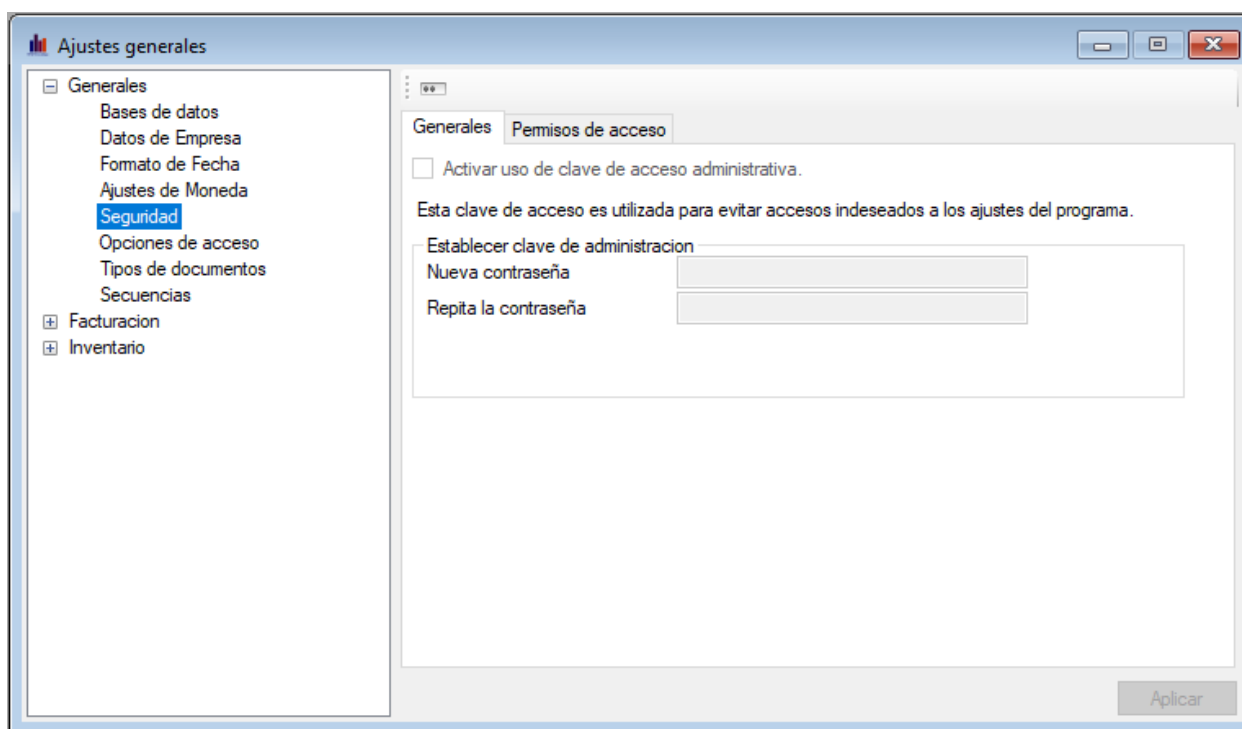 Ajustes generales
Generales
Bases de datos
Datos de Empresa
Formato de Fecha
Ajustes de Moneda
Seguridad
Opciones de acceso
Tipos de documentos
Secuencias
Facturacion
Inventario
Generales Permisos de acceso
Activar uso de clave de acceso administrativa.
Esta clave de acceso es utilizada para evitar accesos indeseados a los ajustes del programa.
Establecer clave de administracion
Nueva contraseña
Repita la contraseña
Aplicar